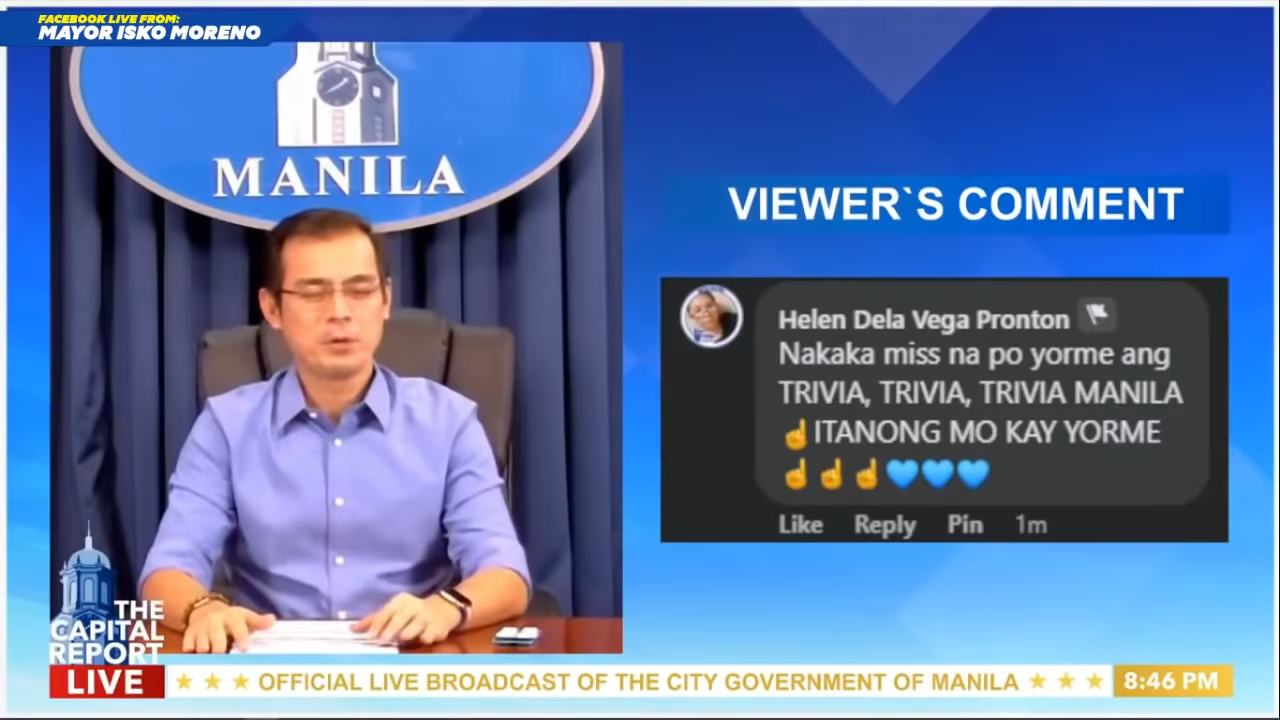 FACEBOOK LIVE FROM:
MAYOR ISKO MORENO
MANILA
VIEWER`S COMMENT
Helen Dela Vega Pronton
Nakaka miss na po yorme ang
TRIVIA, TRIVIA, TRIVIA MANILA
☝ITANONG MO KAY YORME
☝☝☝💙💙💙
Like Reply Pin 1m
THE
CAPITAL
REPORT
LIVE ★ ★ ★ OFFICIAL LIVE BROADCAST OF THE CITY GOVERNMENT OF MANILA ★ ★ ★ 8:46 PM